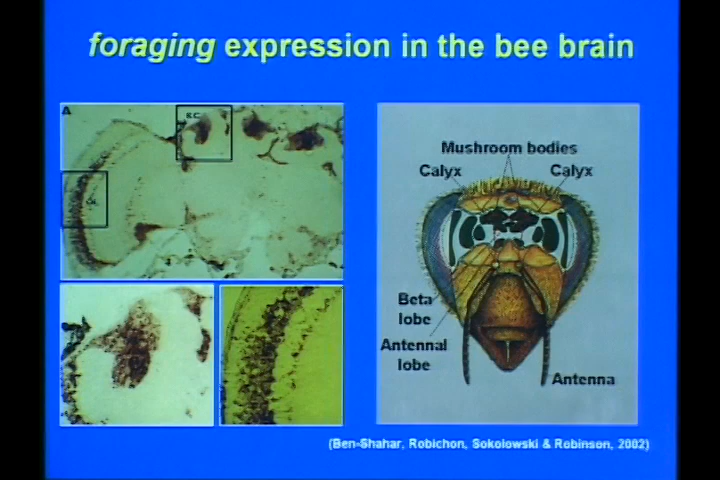 foraging expression in the bee brain
A
K.C.
Mushroom bodies
Calyx Calyx
Beta
lobe
Antennal
lobe
Antenna
(Ben-Shahar, Robichon, Sokolowski & Robinson, 2002)